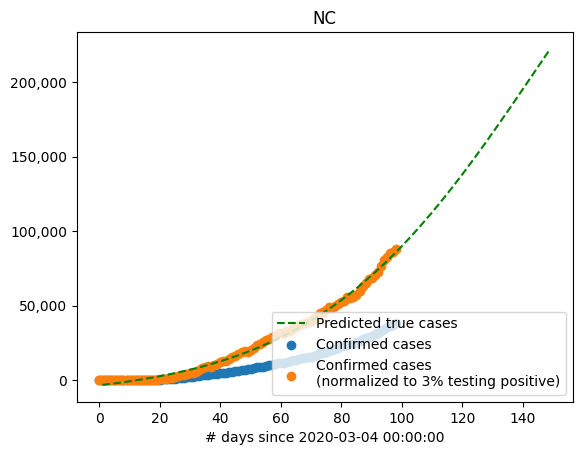 NC
200,000
150,000
100,000
50,000
0
Predicted true cases
Confirmed cases
Confirmed cases
(normalized to 3% testing positive)
0 20 40 60 80 100 120 140
# days since 2020-03-04 00:00:00